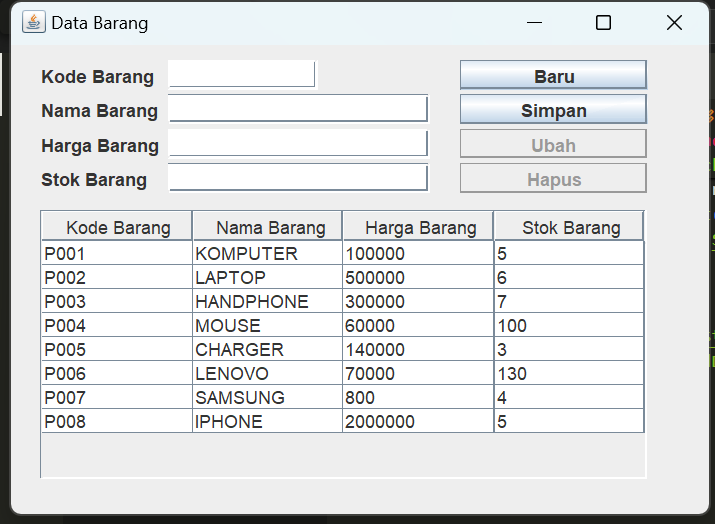 Data Barang
Kode Barang Baru
Nama Barang Simpan
Harga Barang Ubah
Stok Barang Hapus
Kode Barang Nama Barang Harga Barang Stok Barang
P001 KOMPUTER 100000 5
P002 LAPTOP 500000 6
P003 HANDPHONE 300000 7
P004 MOUSE 60000 100
P005 CHARGER 140000 3
P006 LENOVO 70000 130
P007 SAMSUNG 800 4
P008 IPHONE 2000000 5